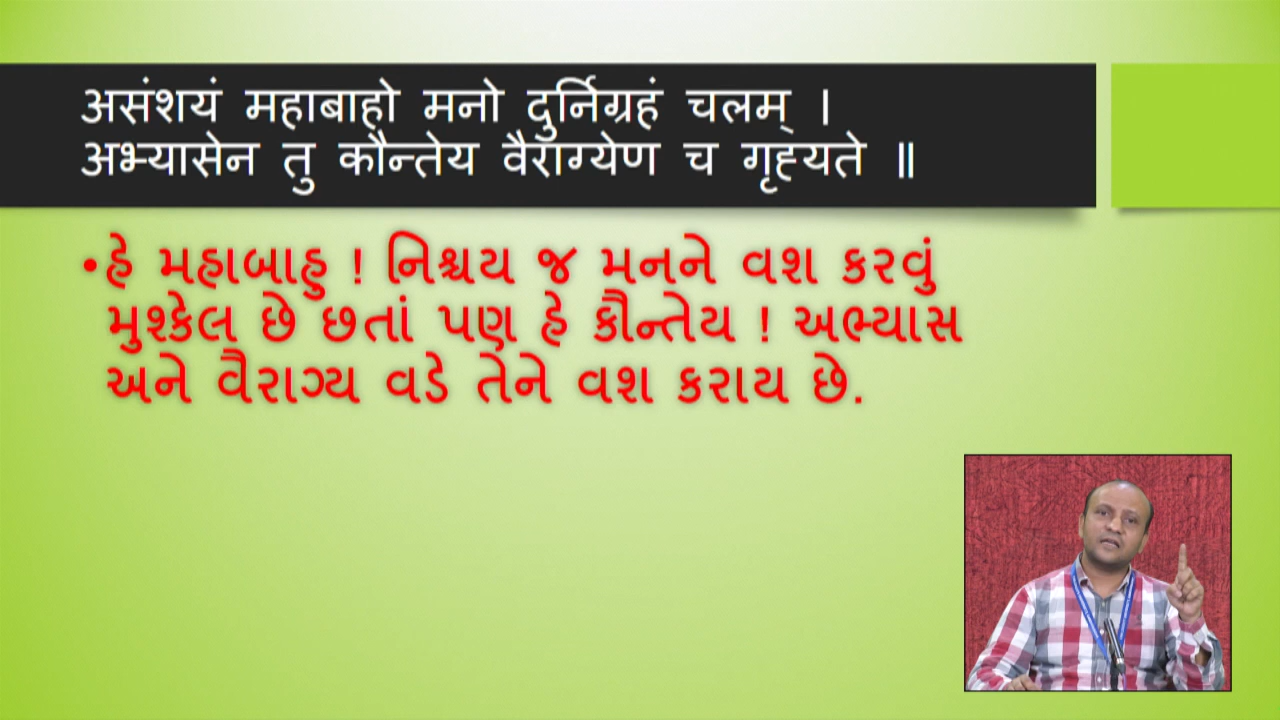 असंशयं महाबाहो मनो दुर्निग्रहं चलम् ।
अभ्यासेन तु कौन्तेय वैराग्येण च गृह्यते ॥
•હે મહાબાહુ ! નિશ્ચય જ મનને વશ કરવું
મુશ્કેલ છે છતાં પણ હે કૌન્તેય ! અભ્યાસ
અને વૈરાગ્ય વડે તેને વશ કરાય છે.